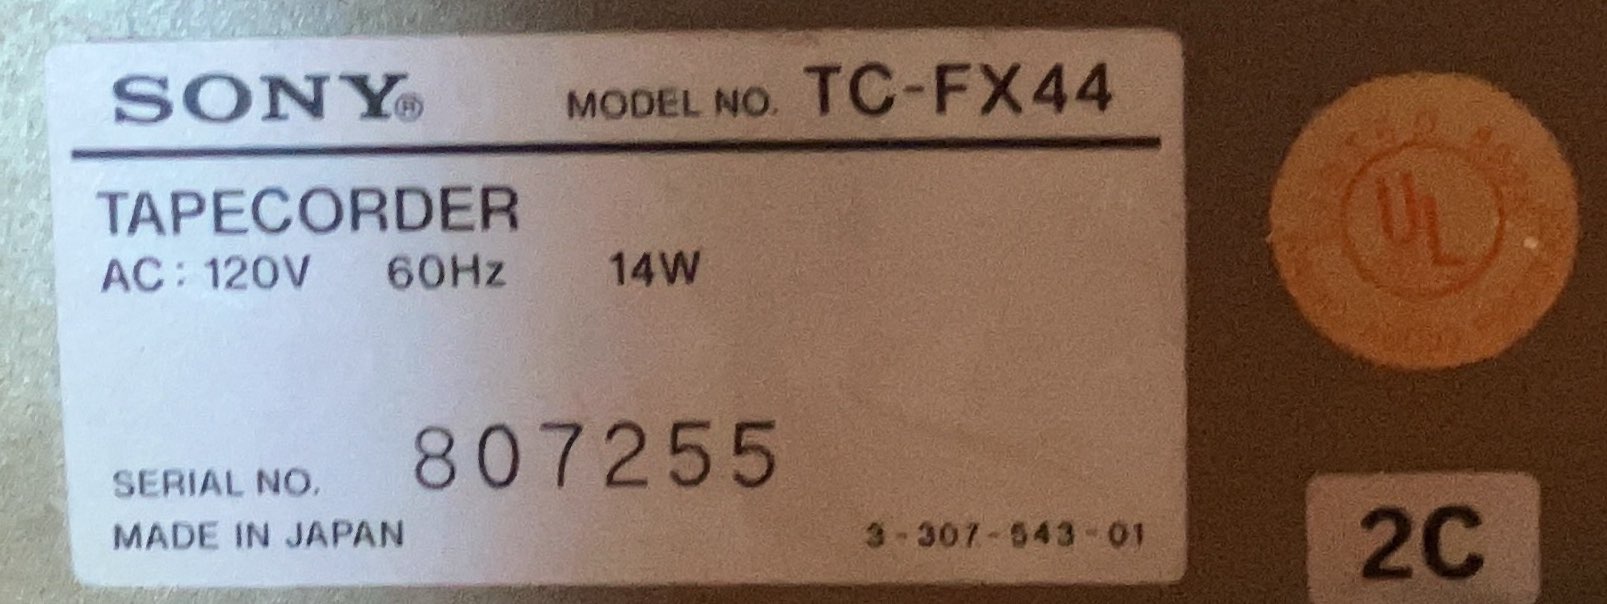 SONY® MODEL NO. TC-FX44
TAPECORDER
AC: 120V 60Hz 14W
SERIAL NO. 807255
MADE IN JAPAN 3-307-543-01
UL
2C